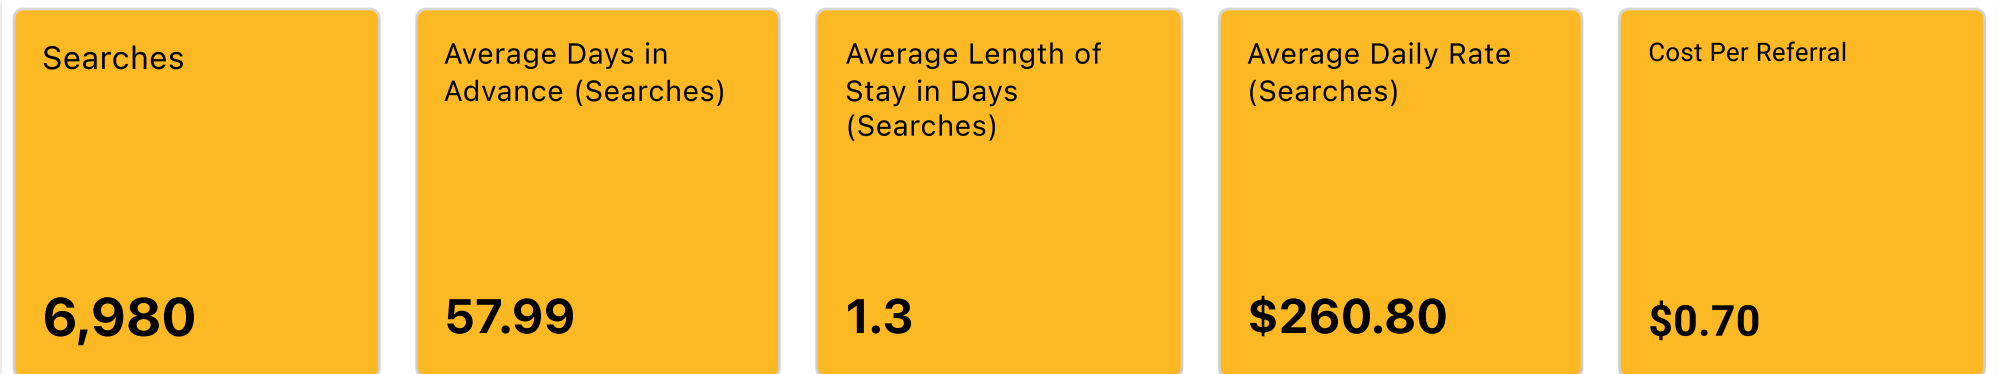 Searches
6,980
Average Days in
Advance (Searches)
57.99
Average Length of
Stay in Days
(Searches)
1.3
Average Daily Rate
(Searches)
$260.80
Cost Per Referral
$0.70